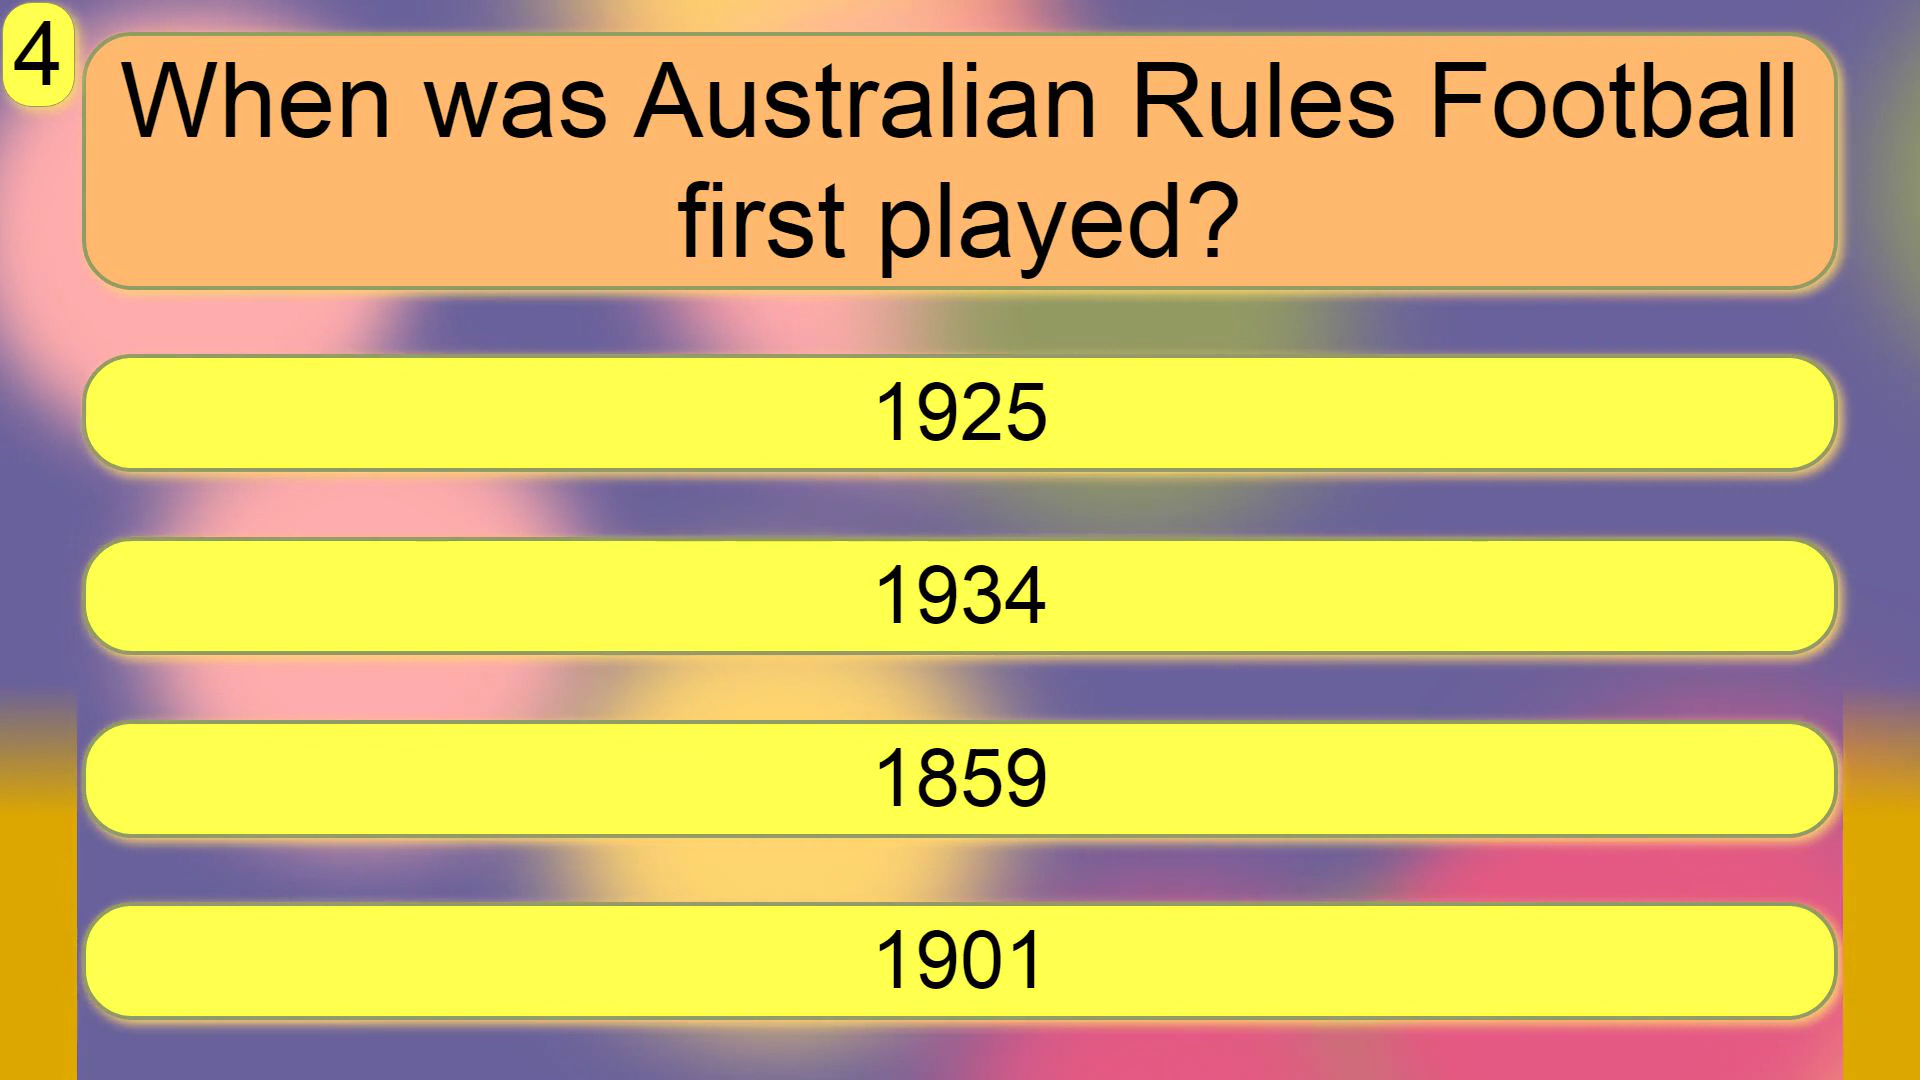 4
When was Australian Rules Football
first played?
1925
1934
1859
1901